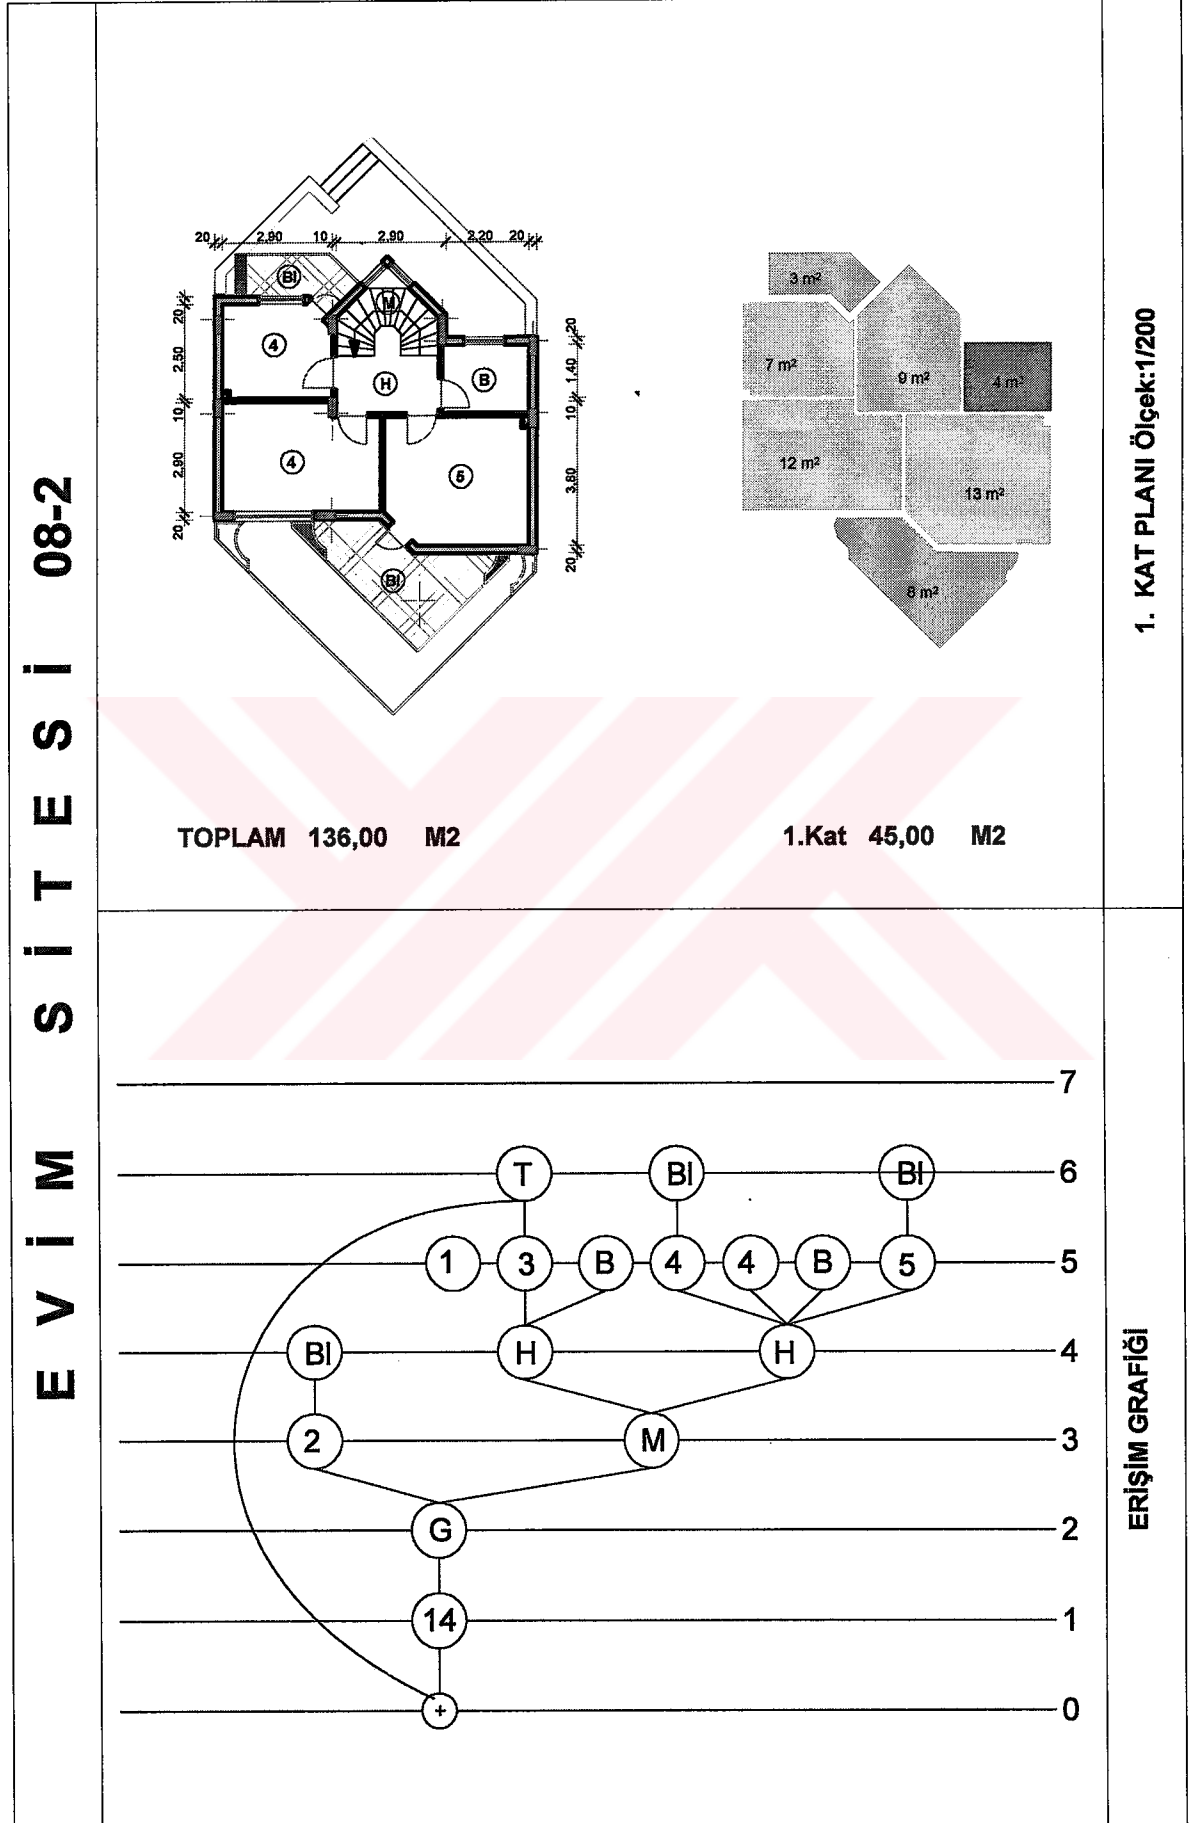 EVİM SİTESİ 08-2
20 2,90 10 2,90 2,20 20
Bl
M
20
20
4
2,50
1,40
H
B
10
10
4
5
2,90
3,80
20
20
Bl
3 m²
7 m²
9 m²
4 m²
12 m²
13 m²
8 m²
1. KAT PLANI Ölçek:1/200
TOPLAM 136,00 M2
1.Kat 45,00 M2
7
T Bl Bl 6
1 3 B 4 4 B 5 5
Bl H H 4
2 M 3
G 2
14 1
+ 0
ERİŞİM GRAFİĞİ